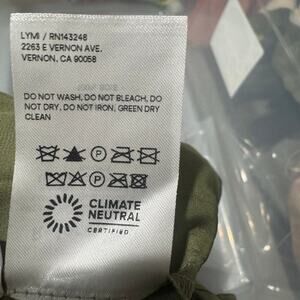 LYMI / RN143248
2263 E VERNON AVE.
VERNON, CA 90058
DO NOT WASH, DO NOT BLEACH, DO
NOT DRY, DO NOT IRON, GREEN DRY
CLEAN
P
P
CLIMATE
NEUTRAL
CERTIFIED